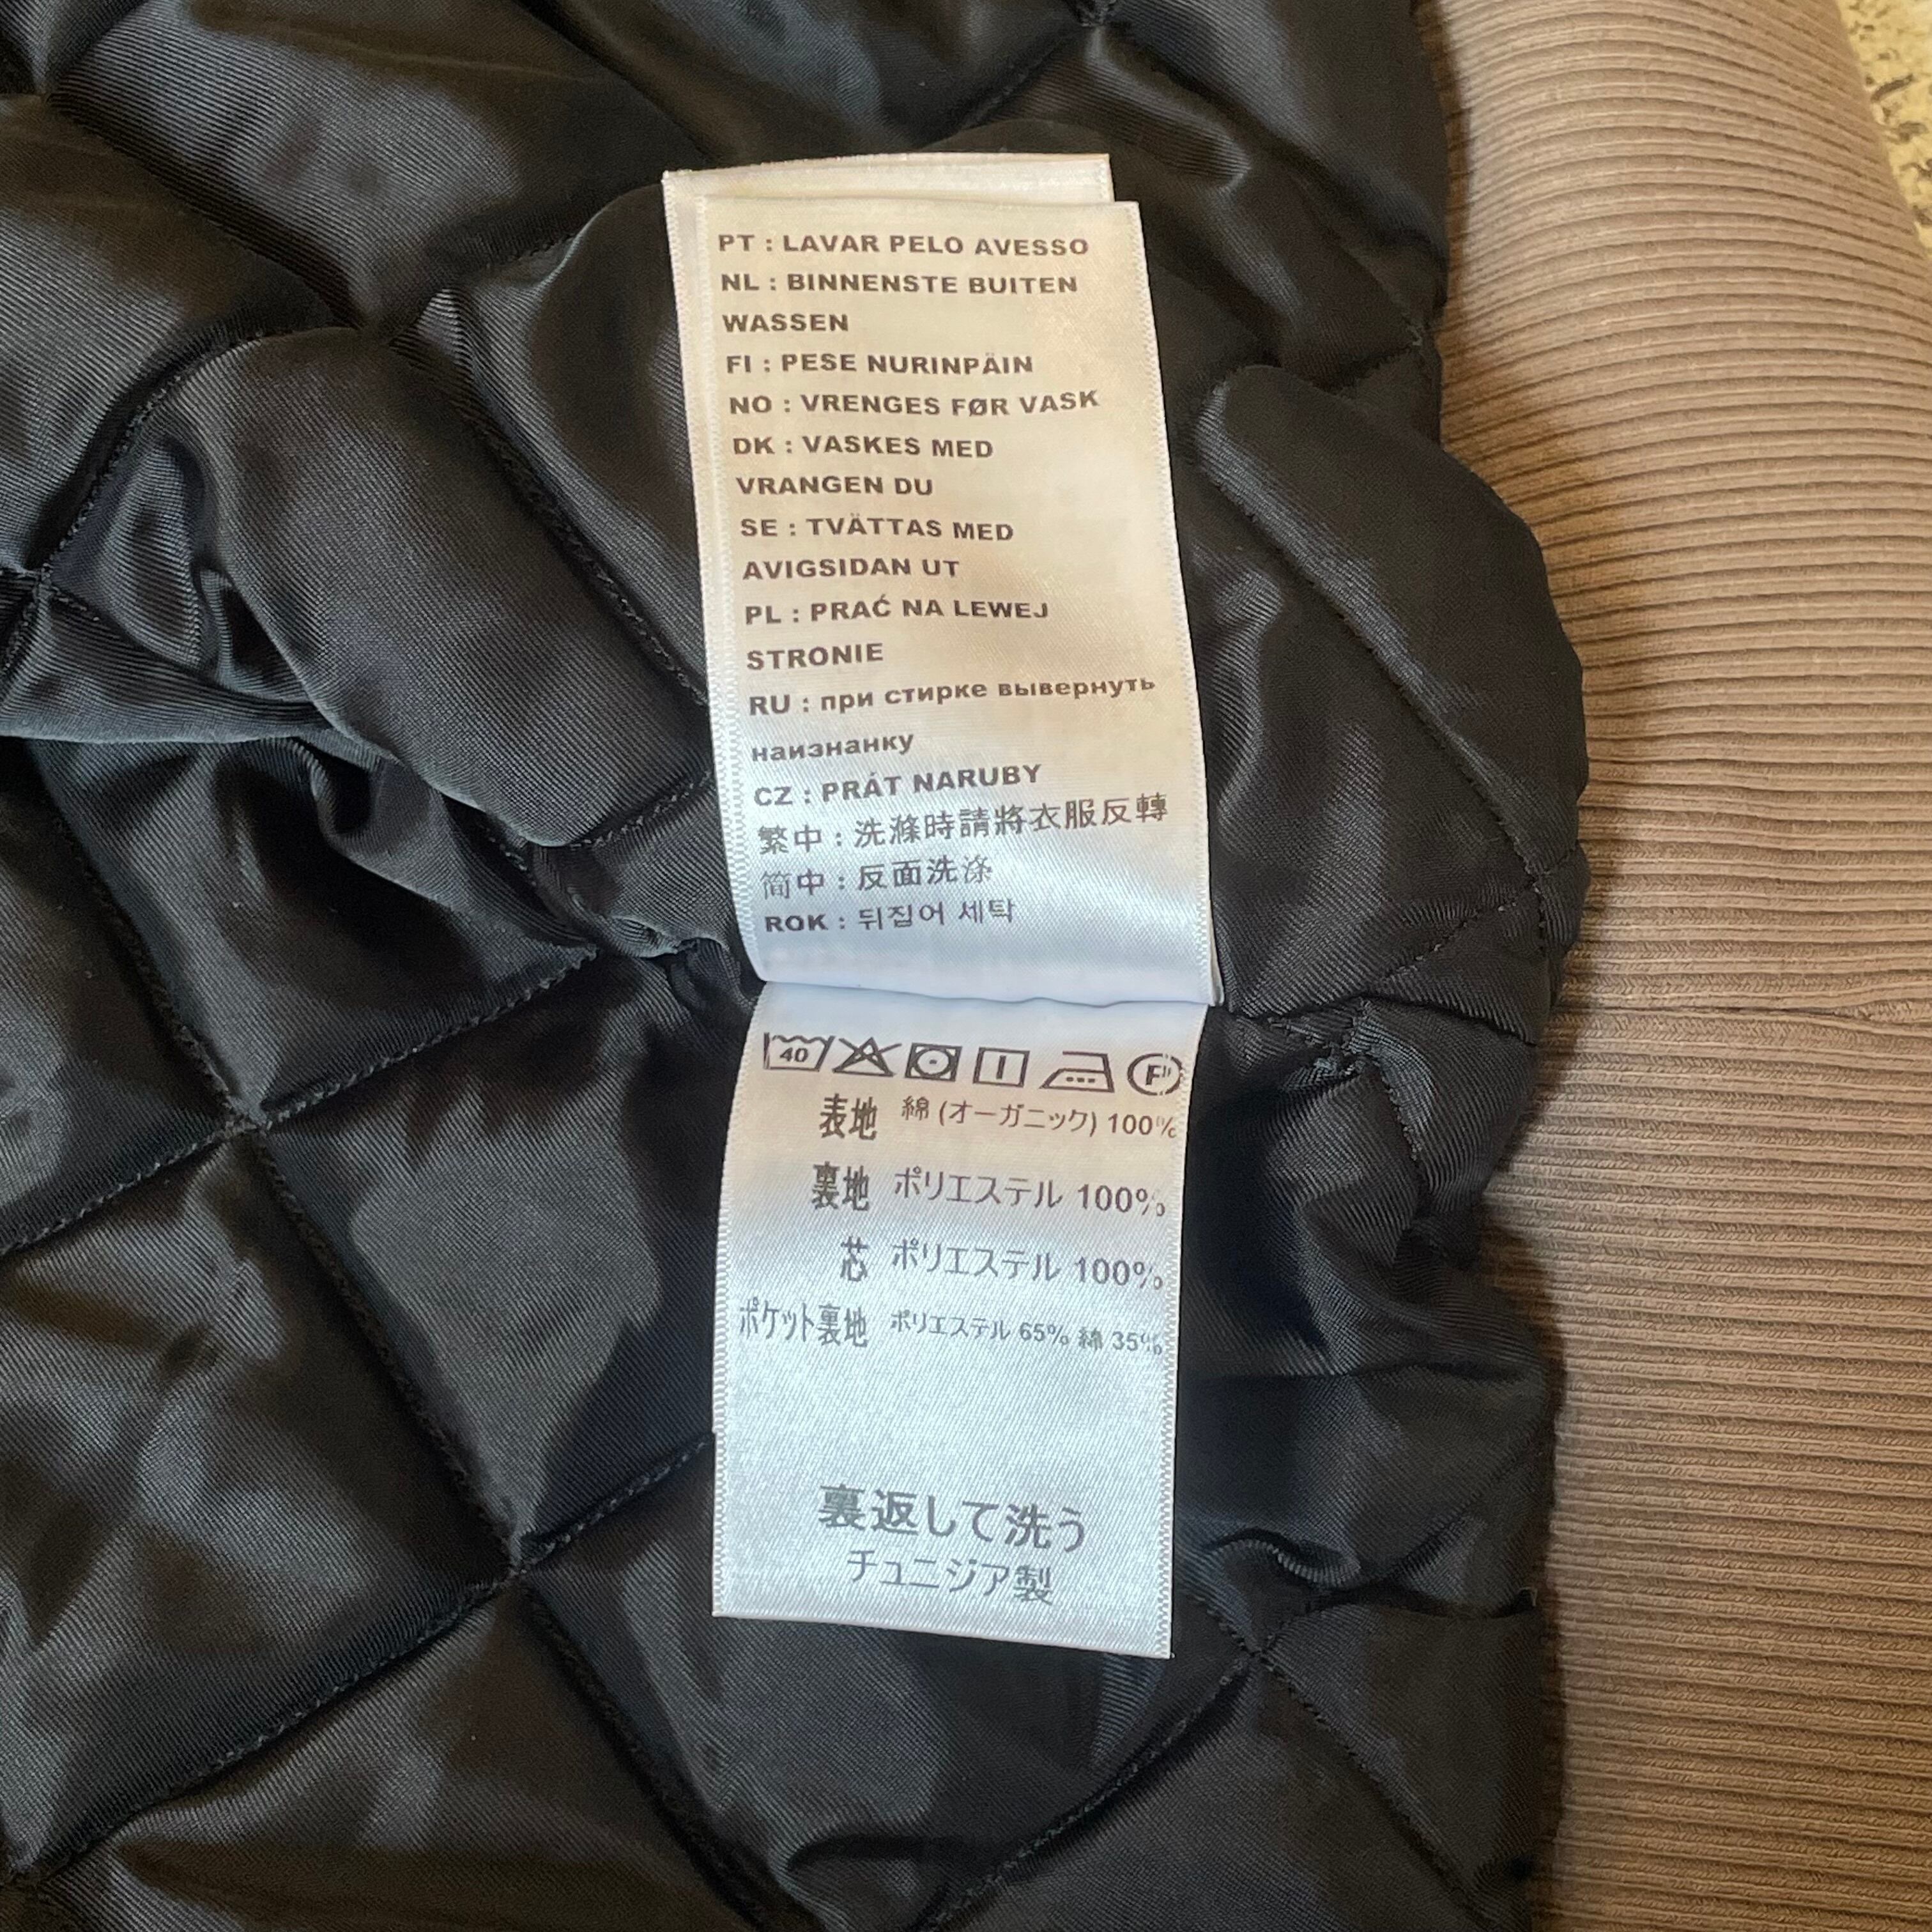 PT : LAVAR PELO AVESSO
NL : BINNENSTE BUITEN
WASSEN
FI : PESE NURINPÄIN
NO : VRENGES FØR VASK
DK : VASKES MED
VRANGEN DU
SE : TVÄTTAS MED
AVIGSIDAN UT
PL : PRAĆ NA LEWEJ
STRONIE
RU : при стирке вывернуть
наизнанку
CZ : PRÁT NARUBY
繁中 : 洗滌時請將衣服反轉
简中 : 反面洗涤
ROK : 뒤집어 세탁
40 F
表地 綿 (オーガニック) 100%
裏地 ポリエステル 100%
芯 ポリエステル 100%
ポケット裏地 ポリエステル 65% 綿 35%
裏返して洗う
チュニジア製